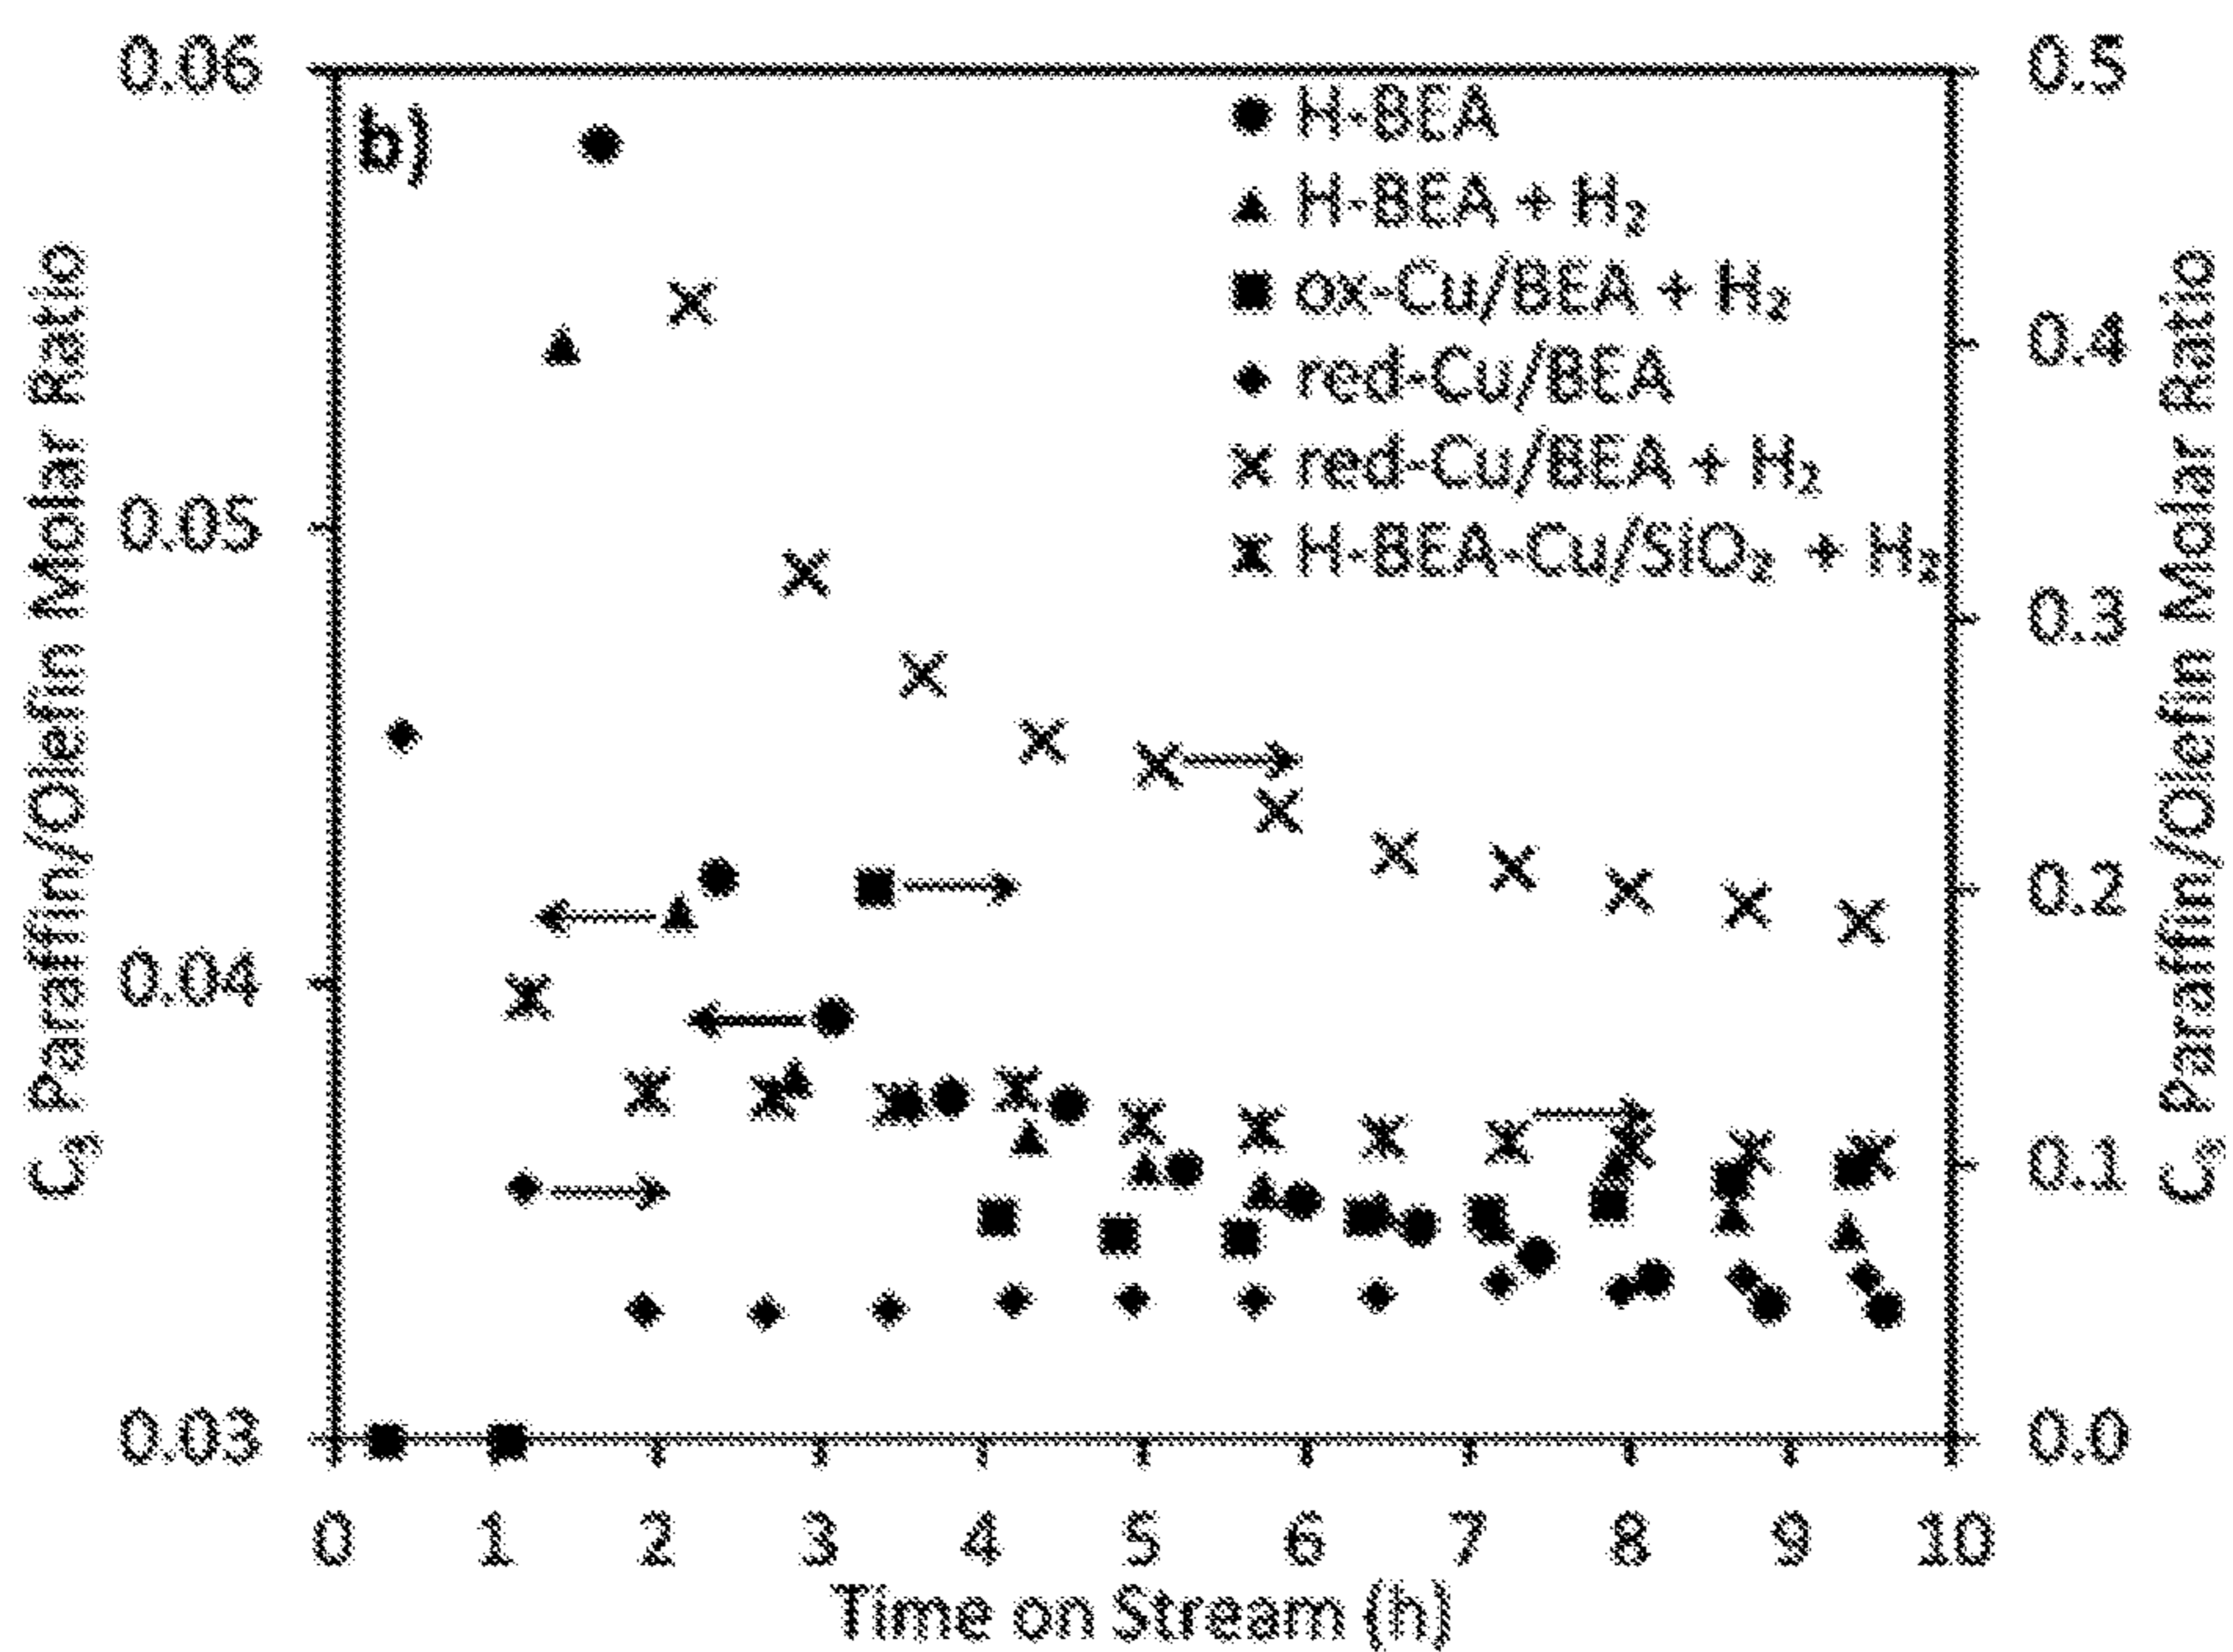 b)
H-BEA
H-BEA + H₂
ox-Cu/BEA + H₂
red-Cu/BEA
red-Cu/BEA + H₂
H-BEA-Cu/SiO₂ + H₂
C₃ Paraffin/Olefin Molar Ratio
0.06
0.05
0.04
0.03
C₃ Paraffin/Olefin Molar Ratio
0.5
0.4
0.3
0.2
0.1
0.0
0 1 2 3 4 5 6 7 8 9 10
Time on Stream (h)